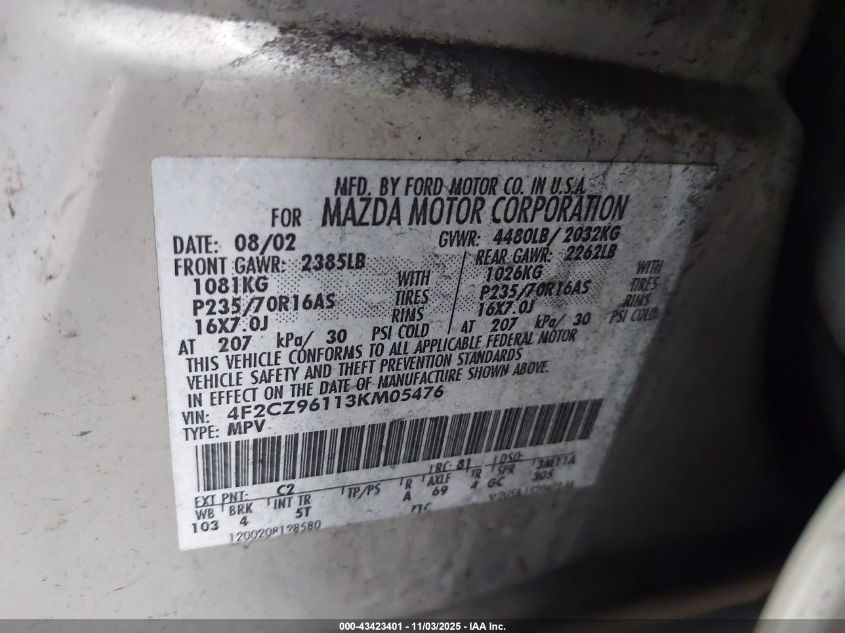 MFD. BY FORD MOTOR CO. IN U.S.A.
FOR MAZDA MOTOR CORPORATION
DATE: 08/02 GVWR: 4480LB/ 2032KG
FRONT GAWR: 2385LB REAR GAWR: 2262LB
1081KG WITH 1026KG WITH
P235/70R16AS TIRES P235/70R16AS TIRES
16X7.0J RIMS 16X7.0J RIMS
AT 207 kPa/ 30 PSI COLD AT 207 kPa/ 30 PSI COLD
THIS VEHICLE CONFORMS TO ALL APPLICABLE FEDERAL MOTOR
VEHICLE SAFETY AND THEFT PREVENTION STANDARDS
IN EFFECT ON THE DATE OF MANUFACTURE SHOWN ABOVE.
VIN: 4F2CZ96113KM05476
TYPE: MPV
EXT PNT: C2 RC: 81 DSO:
WB BRK INT TR TP/PS R AXLE TR SPR
103 4 5T A 69 4 GC 305
120020R198580
000-43423401 - 11/03/2025 - IAA Inc.